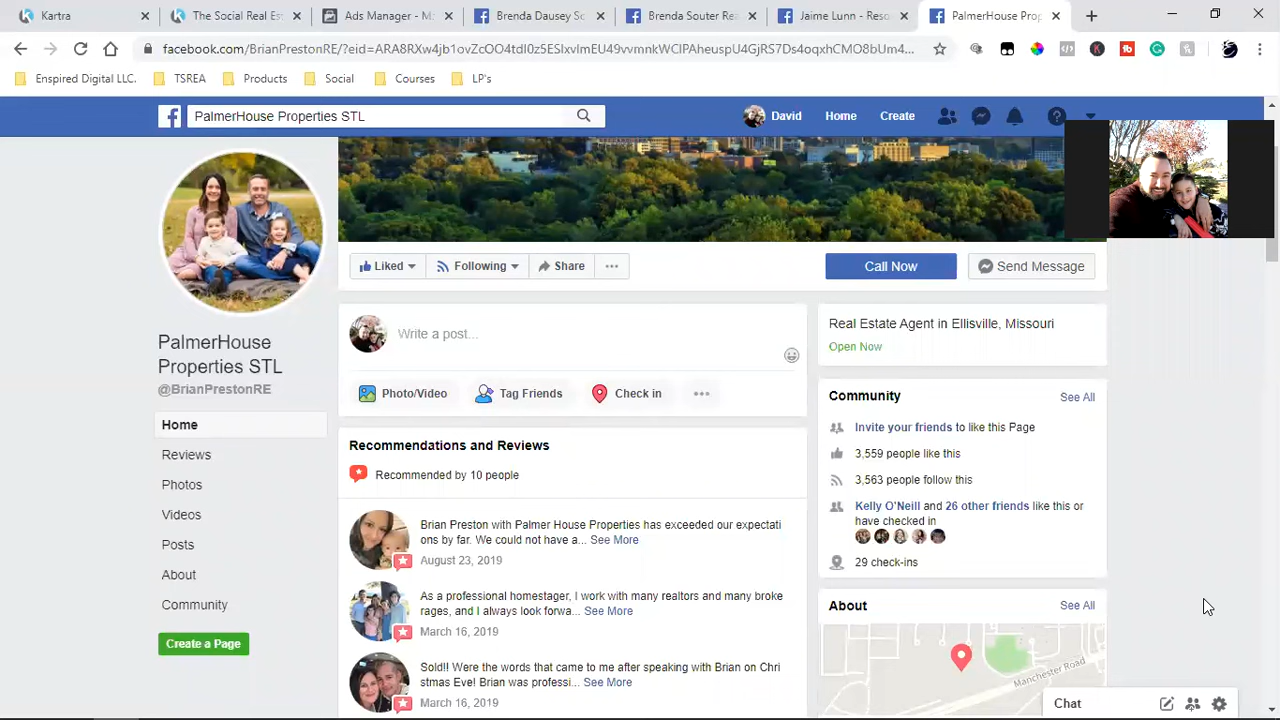 Kartra
The Social Real Est
Ads Manager - M
Brenda Dausey So
Brenda Souter Rea
Jaime Lunn - Reso
PalmerHouse Prop
facebook.com/BrianPrestonRE/?eid=
Enspired Digital LLC.
TSREA
Products
Social
Courses
LP's
PalmerHouse Properties STL
David
Home
Create
Liked
Following
Share
Call Now
Send Message
PalmerHouse
Properties STL
@BrianPrestonRE
Home
Reviews
Photos
Videos
Posts
About
Community
Create a Page
Write a post...
Photo/Video
Tag Friends
Check in
Recommendations and Reviews
Recommended by 10 people
Brian Preston with Palmer House Properties has exceeded our expectati
ons by far. We could not have a... See More
August 23, 2019
As a professional homestager, I work with many realtors and many broke
rages, and I always look forwa... See More
March 16, 2019
Sold!! Were the words that came to me after speaking with Brian on Chri
stmas Eve! Brian was professi... See More
March 16, 2019
Real Estate Agent in Ellisville, Missouri
Open Now
Community
See All
Invite your friends to like this Page
3,559 people like this
3,563 people follow this
Kelly O'Neill and 26 other friends like this or
have checked in
29 check-ins
About
See All
Manchester Road
Chat